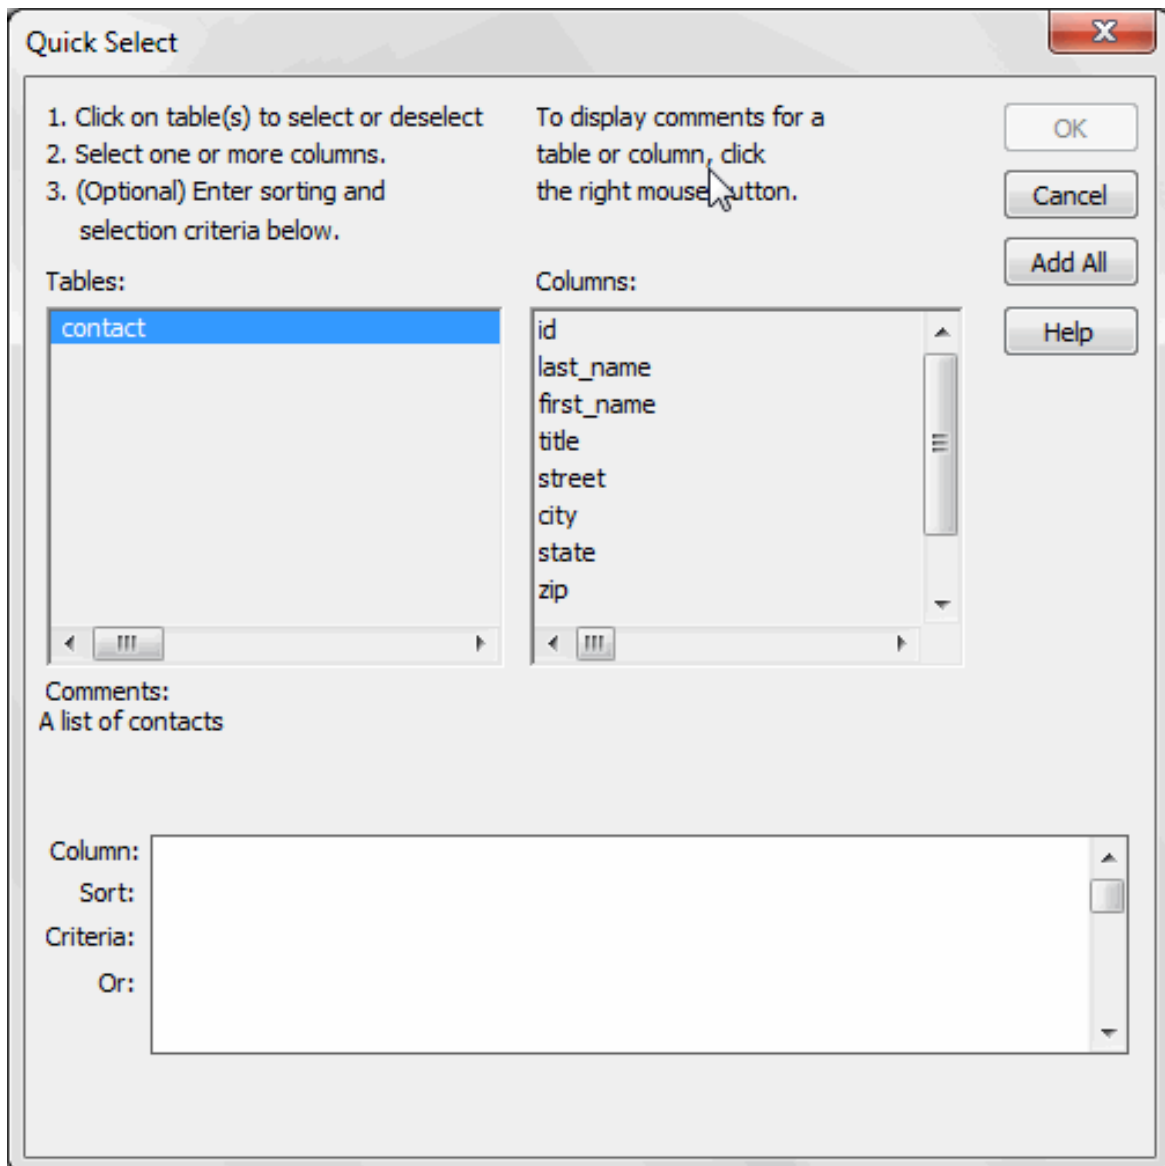 Quick Select
1. Click on table(s) to select or deselect
2. Select one or more columns.
3. (Optional) Enter sorting and
selection criteria below.
To display comments for a
table or column, click
the right mouse button.
OK
Cancel
Add All
Help
Tables:
contact
Columns:
id
last_name
first_name
title
street
city
state
zip
Comments:
A list of contacts
Column:
Sort:
Criteria:
Or: